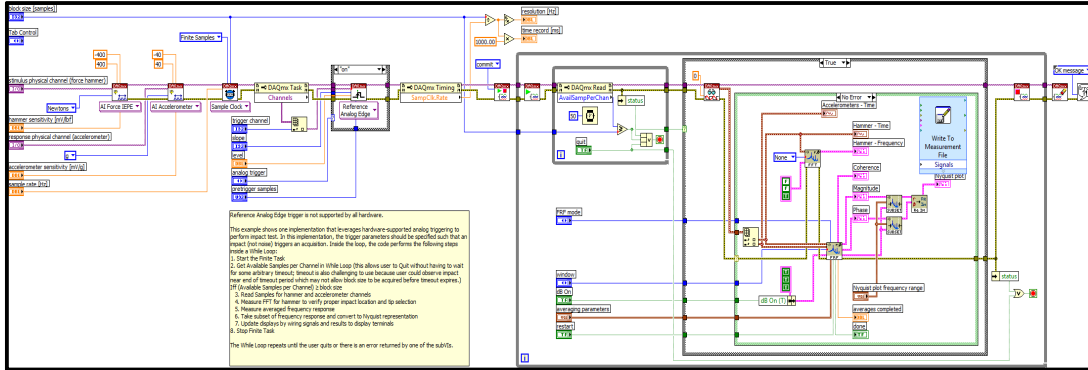 block size [samples]
Tab Control
Finite Samples
resolution [Hz]
time record [ms]
1000.00
-400
400
-40
40
"on"
commit
True
0
OK message
stimulus physical channel (force hammer)
Newtons
AI Force IEPE
AI Accelerometer
Sample Clock
DAQmx Task
Channels
Reference
Analog Edge
DAQmx Timing
SampClk.Rate
DAQmx Read
AvailSampPerChan
status
50
quit
hammer sensitivity [mV/lbf]
response physical channel (accelerometer)
g
accelerometer sensitivity [mV/g]
sample rate [Hz]
trigger channel
slope
level
analog trigger
pretrigger samples
No Error
Accelerometers - Time
Hammer - Time
Hammer - Frequency
None
FFT
Coherence
Magnitude
Phase
Write To
Measurement
File
Signals
Nyquist plot
SUBSET
SUBSET
Re Im
FRF mode
FRF
window
dB On
dB On (T)
averaging parameters
restart
Nyquist plot frequency range
averages completed
done
status
Reference Analog Edge trigger is not supported by all hardware.
This example shows one implementation that leverages hardware-supported analog triggering
to perform impact test. In this implementation, the trigger parameters should be specified such that an
impact (not noise) triggers an acquisition. Inside the loop, the code performs the following steps
inside a While Loop:
1. Start the Finite Task
2. Get Available Samples per Channel in While Loop (this allows user to Quit without having to wait
for some arbitrary timeout; timeout is also challenging to use because user could observe impact
near end of timeout period which may not allow block size to be acquired before timeout expires.)
Iff (Available Samples per Channel) ≥ block size
3. Read Samples for hammer and accelerometer channels
4. Measure FFT for hammer to verify proper impact location and tip selection
5. Measure averaged frequency response
6. Take subset of frequency response and convert to Nyquist representation
7. Update displays by wiring signals and results to display terminals
8. Stop Finite Task
The While Loop repeats until the user quits or there is an error returned by one of the subVIs.